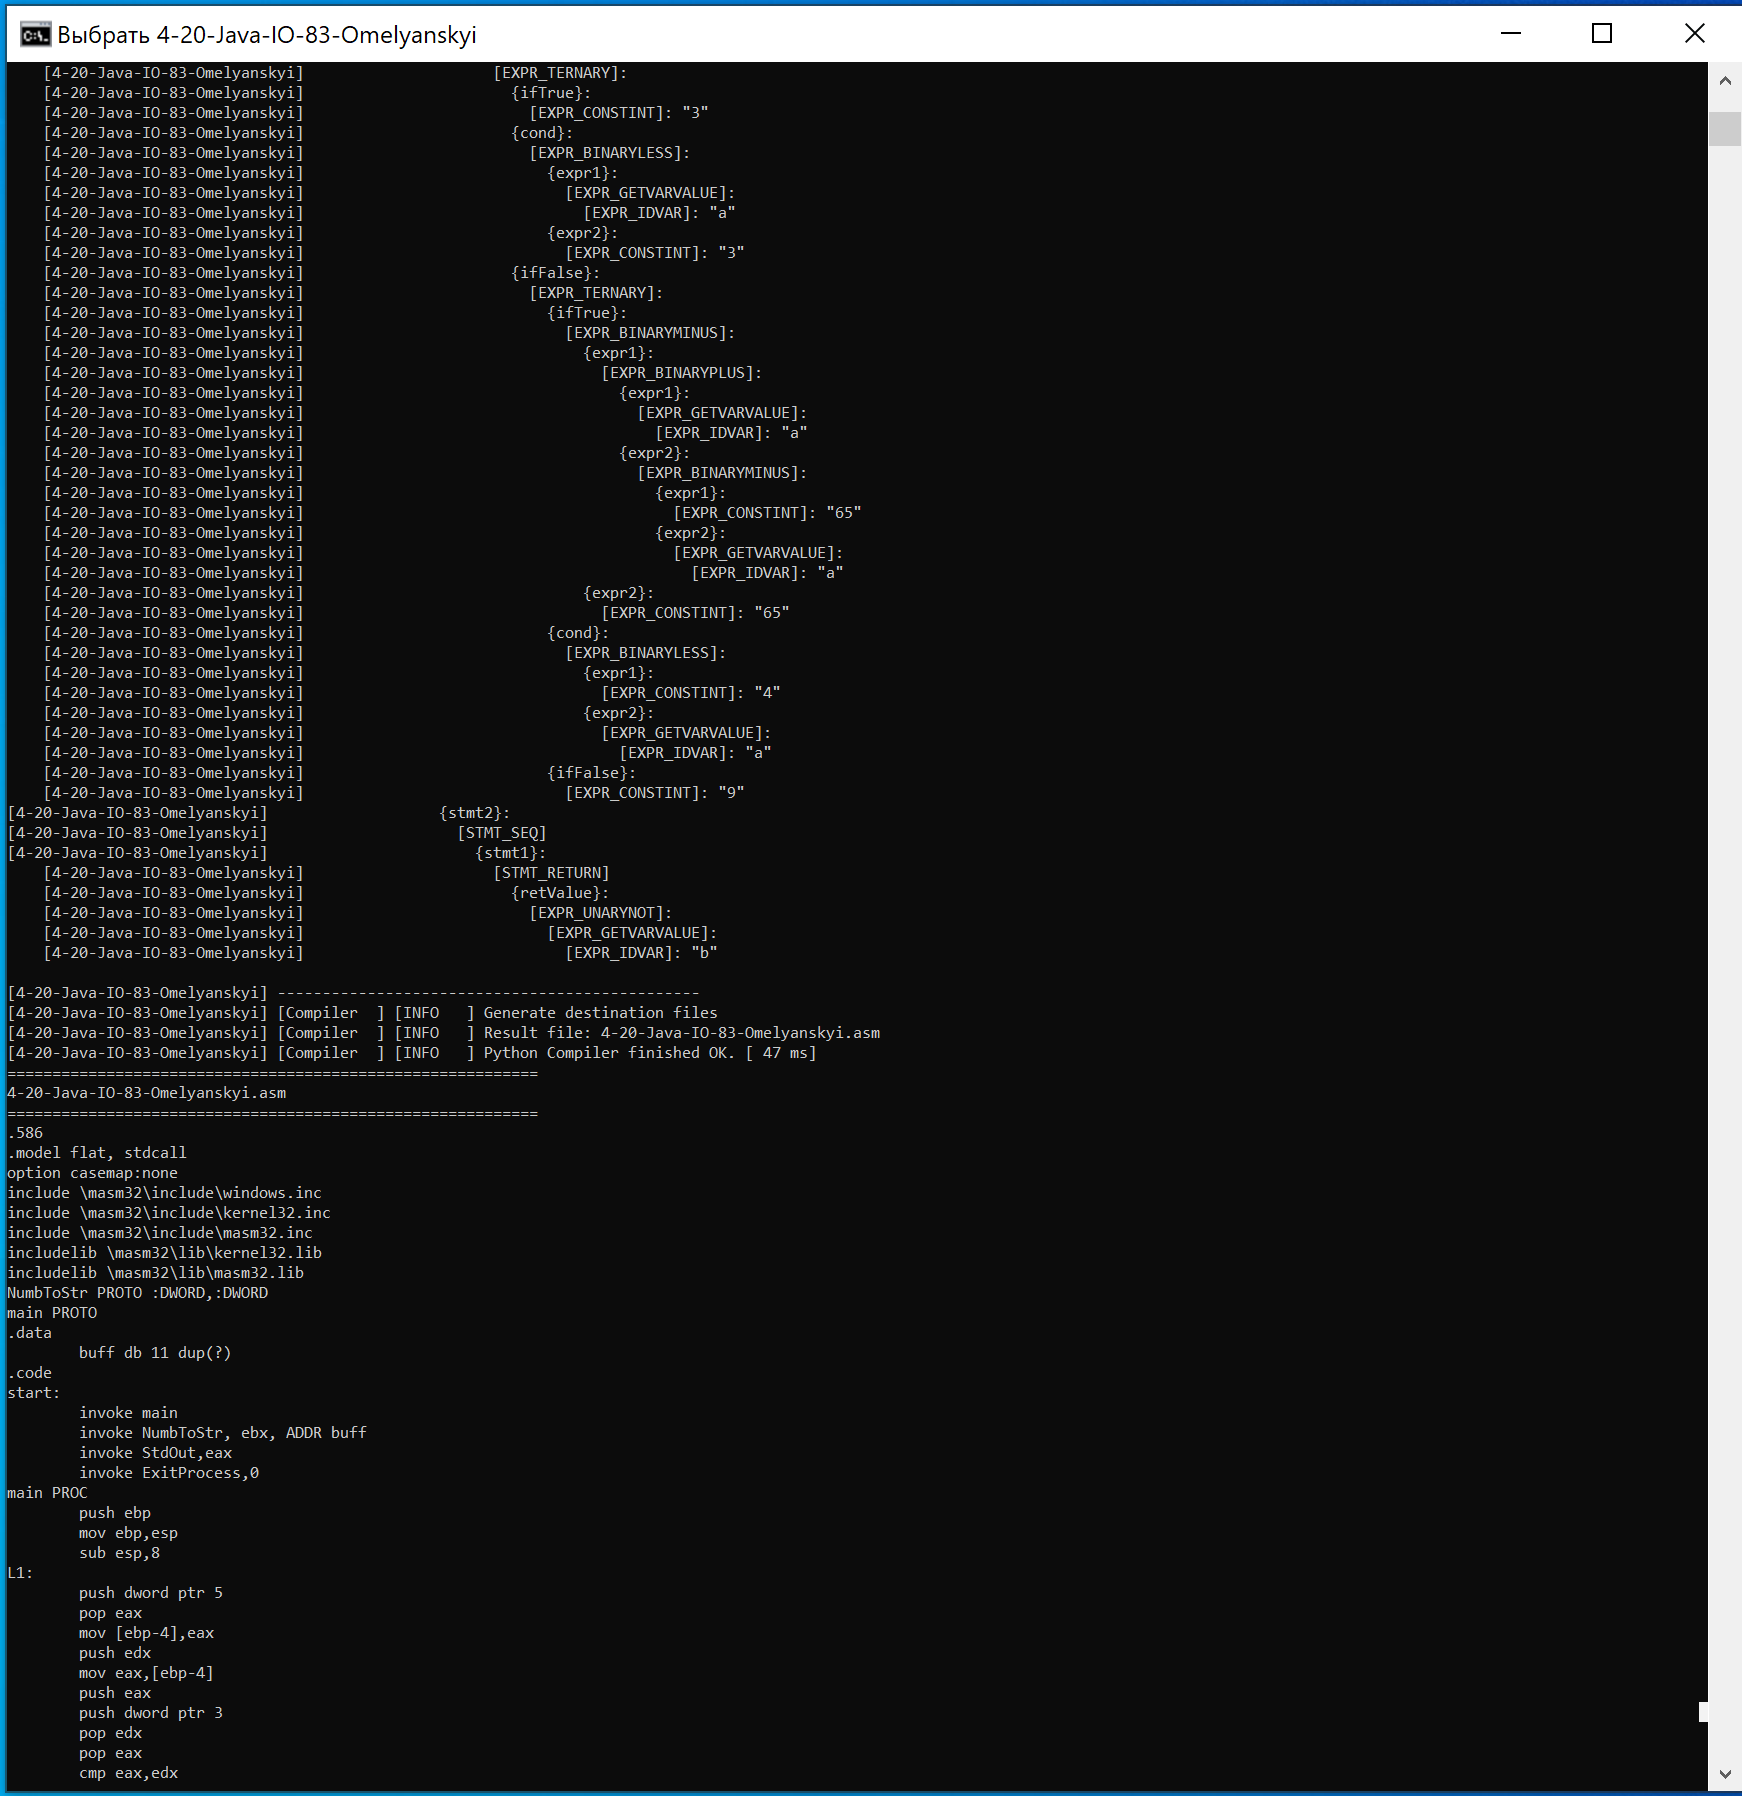 Выбрать 4-20-Java-IO-83-Omelyanskyi
[4-20-Java-IO-83-Omelyanskyi] [EXPR_TERNARY]:
[4-20-Java-IO-83-Omelyanskyi] {ifTrue}:
[4-20-Java-IO-83-Omelyanskyi] [EXPR_CONSTINT]: "3"
[4-20-Java-IO-83-Omelyanskyi] {cond}:
[4-20-Java-IO-83-Omelyanskyi] [EXPR_BINARYLESS]:
[4-20-Java-IO-83-Omelyanskyi] {expr1}:
[4-20-Java-IO-83-Omelyanskyi] [EXPR_GETVARVALUE]:
[4-20-Java-IO-83-Omelyanskyi] [EXPR_IDVAR]: "a"
[4-20-Java-IO-83-Omelyanskyi] {expr2}:
[4-20-Java-IO-83-Omelyanskyi] [EXPR_CONSTINT]: "3"
[4-20-Java-IO-83-Omelyanskyi] {ifFalse}:
[4-20-Java-IO-83-Omelyanskyi] [EXPR_TERNARY]:
[4-20-Java-IO-83-Omelyanskyi] {ifTrue}:
[4-20-Java-IO-83-Omelyanskyi] [EXPR_BINARYMINUS]:
[4-20-Java-IO-83-Omelyanskyi] {expr1}:
[4-20-Java-IO-83-Omelyanskyi] [EXPR_BINARYPLUS]:
[4-20-Java-IO-83-Omelyanskyi] {expr1}:
[4-20-Java-IO-83-Omelyanskyi] [EXPR_GETVARVALUE]:
[4-20-Java-IO-83-Omelyanskyi] [EXPR_IDVAR]: "a"
[4-20-Java-IO-83-Omelyanskyi] {expr2}:
[4-20-Java-IO-83-Omelyanskyi] [EXPR_BINARYMINUS]:
[4-20-Java-IO-83-Omelyanskyi] {expr1}:
[4-20-Java-IO-83-Omelyanskyi] [EXPR_CONSTINT]: "65"
[4-20-Java-IO-83-Omelyanskyi] {expr2}:
[4-20-Java-IO-83-Omelyanskyi] [EXPR_GETVARVALUE]:
[4-20-Java-IO-83-Omelyanskyi] [EXPR_IDVAR]: "a"
[4-20-Java-IO-83-Omelyanskyi] {expr2}:
[4-20-Java-IO-83-Omelyanskyi] [EXPR_CONSTINT]: "65"
[4-20-Java-IO-83-Omelyanskyi] {cond}:
[4-20-Java-IO-83-Omelyanskyi] [EXPR_BINARYLESS]:
[4-20-Java-IO-83-Omelyanskyi] {expr1}:
[4-20-Java-IO-83-Omelyanskyi] [EXPR_CONSTINT]: "4"
[4-20-Java-IO-83-Omelyanskyi] {expr2}:
[4-20-Java-IO-83-Omelyanskyi] [EXPR_GETVARVALUE]:
[4-20-Java-IO-83-Omelyanskyi] [EXPR_IDVAR]: "a"
[4-20-Java-IO-83-Omelyanskyi] {ifFalse}:
[4-20-Java-IO-83-Omelyanskyi] [EXPR_CONSTINT]: "9"
[4-20-Java-IO-83-Omelyanskyi] {stmt2}:
[4-20-Java-IO-83-Omelyanskyi] [STMT_SEQ]
[4-20-Java-IO-83-Omelyanskyi] {stmt1}:
[4-20-Java-IO-83-Omelyanskyi] [STMT_RETURN]
[4-20-Java-IO-83-Omelyanskyi] {retValue}:
[4-20-Java-IO-83-Omelyanskyi] [EXPR_UNARYNOT]:
[4-20-Java-IO-83-Omelyanskyi] [EXPR_GETVARVALUE]:
[4-20-Java-IO-83-Omelyanskyi] [EXPR_IDVAR]: "b"
[4-20-Java-IO-83-Omelyanskyi] -----------------------------------------------
[4-20-Java-IO-83-Omelyanskyi] [Compiler  ] [INFO   ] Generate destination files
[4-20-Java-IO-83-Omelyanskyi] [Compiler  ] [INFO   ] Result file: 4-20-Java-IO-83-Omelyanskyi.asm
[4-20-Java-IO-83-Omelyanskyi] [Compiler  ] [INFO   ] Python Compiler finished OK. [ 47 ms]
===========================================================
4-20-Java-IO-83-Omelyanskyi.asm
===========================================================
.586
.model flat, stdcall
option casemap:none
include \masm32\include\windows.inc
include \masm32\include\kernel32.inc
include \masm32\include\masm32.inc
includelib \masm32\lib\kernel32.lib
includelib \masm32\lib\masm32.lib
NumbToStr PROTO :DWORD,:DWORD
main PROTO
.data
buff db 11 dup(?)
.code
start:
invoke main
invoke NumbToStr, ebx, ADDR buff
invoke StdOut,eax
invoke ExitProcess,0
main PROC
push ebp
mov ebp,esp
sub esp,8
L1:
push dword ptr 5
pop eax
mov [ebp-4],eax
push edx
mov eax,[ebp-4]
push eax
push dword ptr 3
pop edx
pop eax
cmp eax,edx